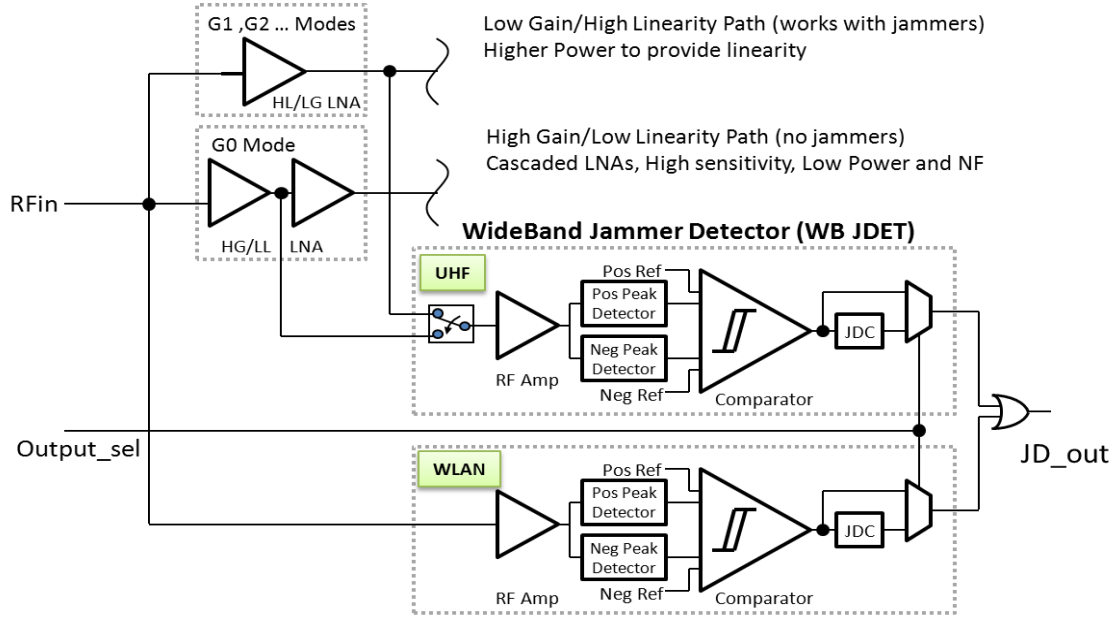 G1 ,G2 ... Modes
HL/LG LNA
Low Gain/High Linearity Path (works with jammers)
Higher Power to provide linearity
G0 Mode
HG/LL LNA
High Gain/Low Linearity Path (no jammers)
Cascaded LNAs, High sensitivity, Low Power and NF
RFin
WideBand Jammer Detector (WB JDET)
UHF
RF Amp
Pos Ref
Pos Peak
Detector
Neg Peak
Detector
Neg Ref
Comparator
JDC
Output_sel
JD_out
WLAN
RF Amp
Pos Ref
Pos Peak
Detector
Neg Peak
Detector
Neg Ref
Comparator
JDC